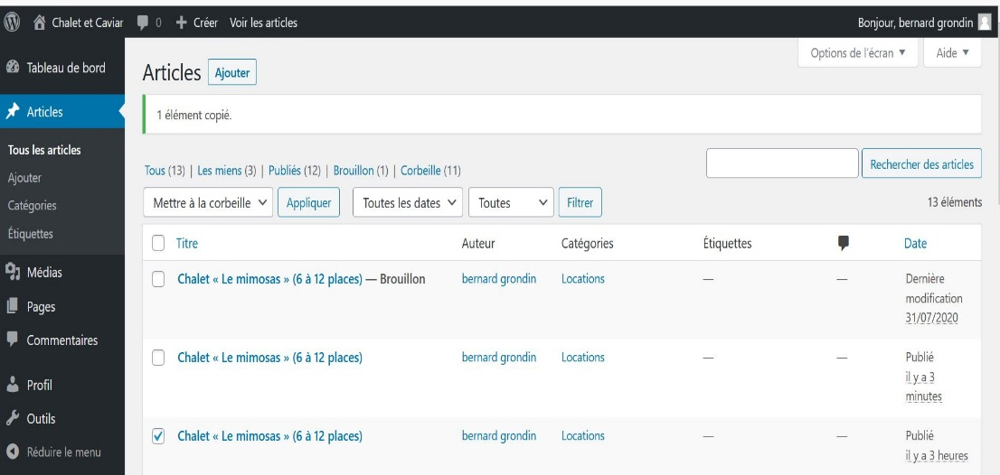 Chalet et Caviar 0 Créer Voir les articles Bonjour, bernard grondin
Options de l'écran ▼ Aide ▼
Tableau de bord
Articles Ajouter
Articles
1 élément copié.
Tous les articles
Ajouter
Catégories
Étiquettes
Médias
Pages
Commentaires
Profil
Outils
Réduire le menu
Tous (13) | Les miens (3) | Publiés (12) | Brouillon (1) | Corbeille (11)
Rechercher des articles
Mettre à la corbeille Appliquer Toutes les dates Toutes Filtrer 13 éléments
Titre Auteur Catégories Étiquettes Date
Chalet « Le mimosas » (6 à 12 places) — Brouillon bernard grondin Locations — — Dernière
modification
31/07/2020
Chalet « Le mimosas » (6 à 12 places) bernard grondin Locations — — Publié
il y a 3
minutes
Chalet « Le mimosas » (6 à 12 places) bernard grondin Locations — — Publié
il y a 3 heures